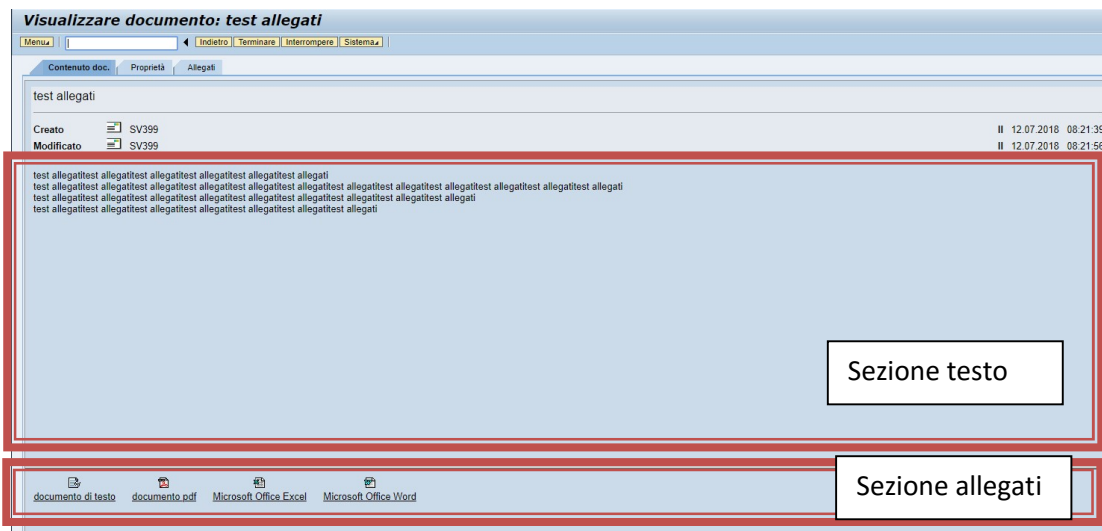 Visualizzare documento: test allegati
Menu Indietro Terminare Interrompere Sistema
Contenuto doc. Proprietà Allegati
test allegati
Creato SV399 12.07.2018 08:21:39
Modificato SV399 12.07.2018 08:21:56
test allegatitest allegatitest allegatitest allegatitest allegatitest allegati
test allegatitest allegatitest allegatitest allegatitest allegatitest allegatitest allegatitest allegatitest allegatitest allegatitest allegatitest allegati
test allegatitest allegatitest allegatitest allegatitest allegatitest allegatitest allegatitest allegatitest allegati
test allegatitest allegatitest allegatitest allegatitest allegatitest allegatitest allegati
Sezione testo
documento di testo documento pdf Microsoft Office Excel Microsoft Office Word
Sezione allegati